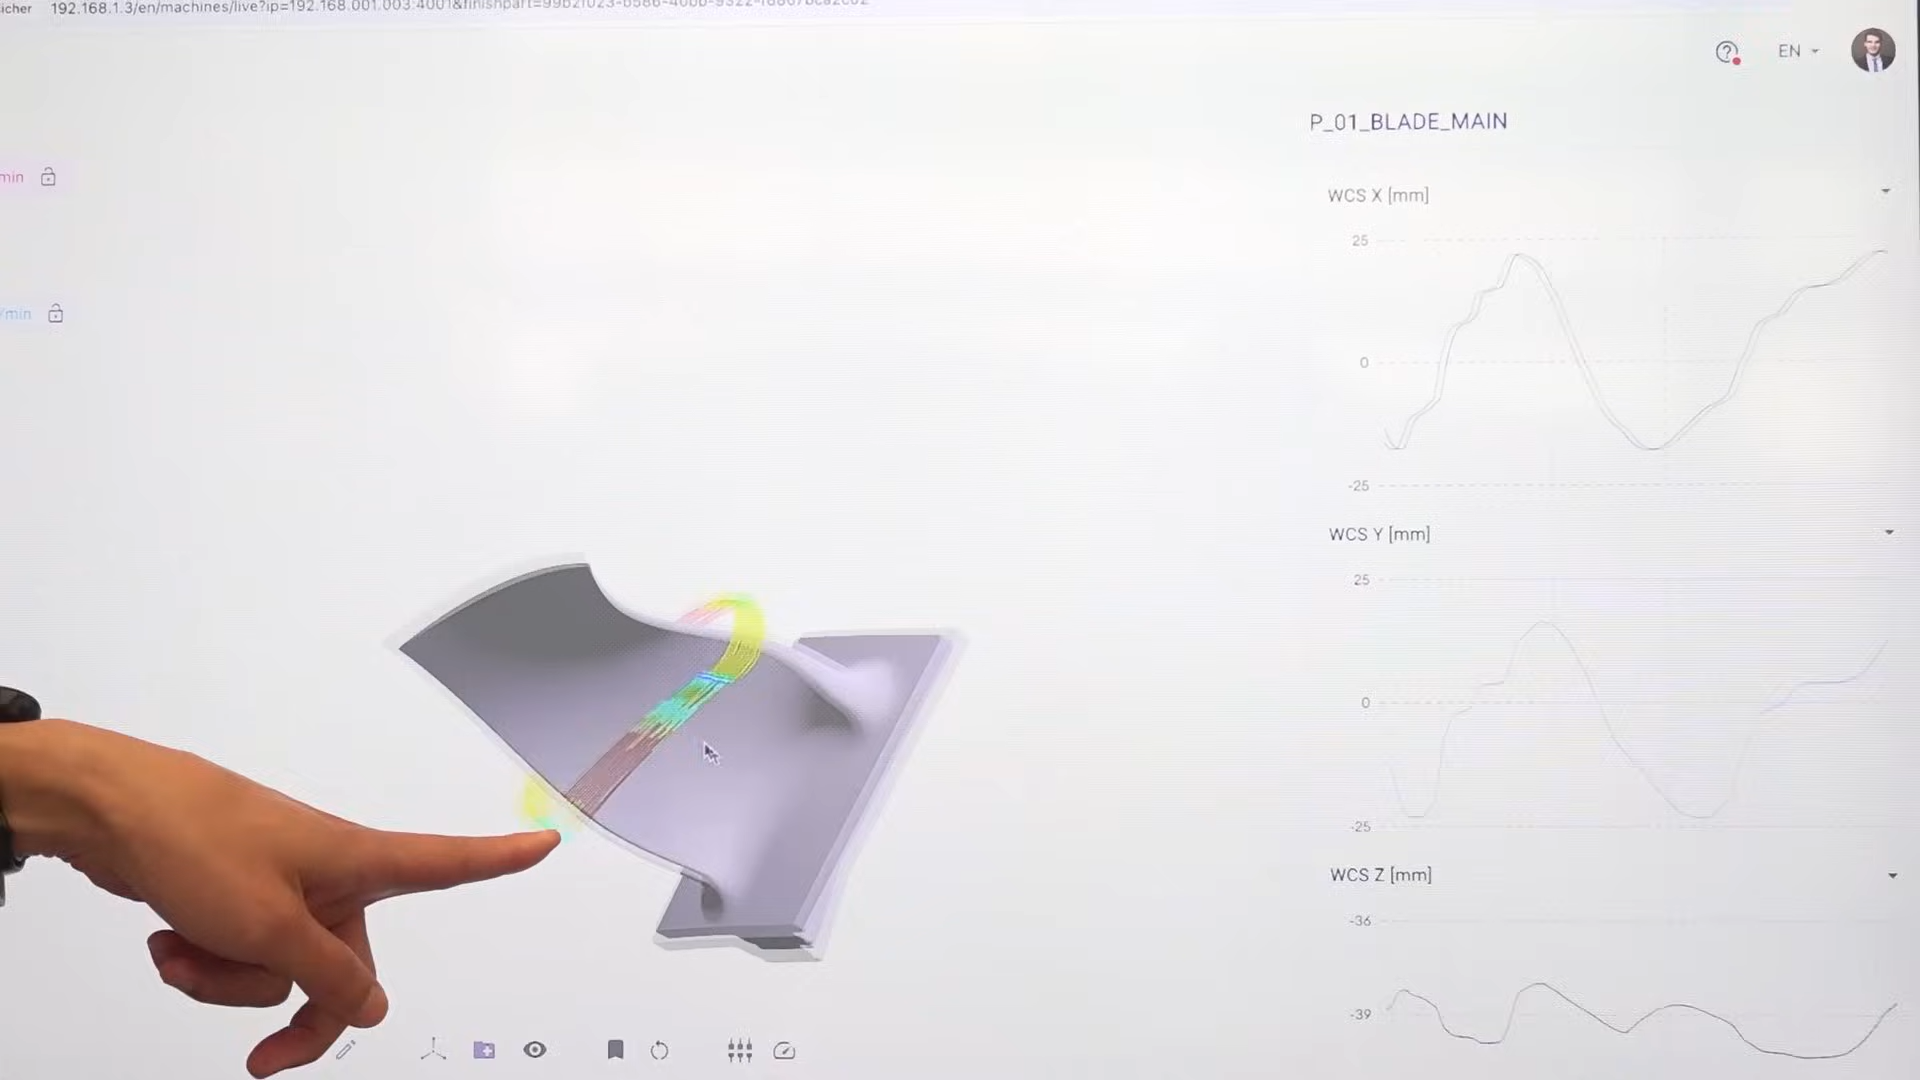 icher 192.168.1.3/en/machines/live?ip=192.168.001.003:4001&finishpart=
EN
P_01_BLADE_MAIN
min
WCS X [mm]
25
0
-25
/min
WCS Y [mm]
25
0
-25
WCS Z [mm]
-36
-39